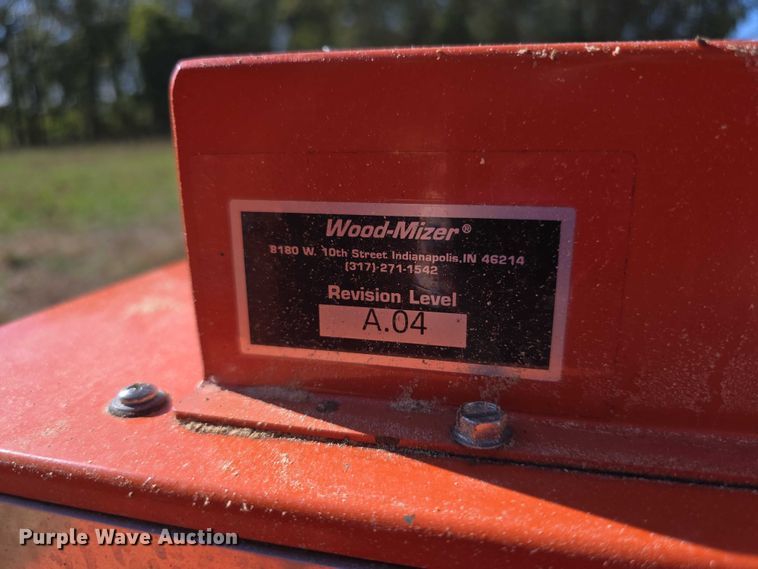 Wood-Mizer®
8180 W. 10th Street Indianapolis,IN 46214
(317)-271-1542
Revision Level
A.04
Purple Wave Auction